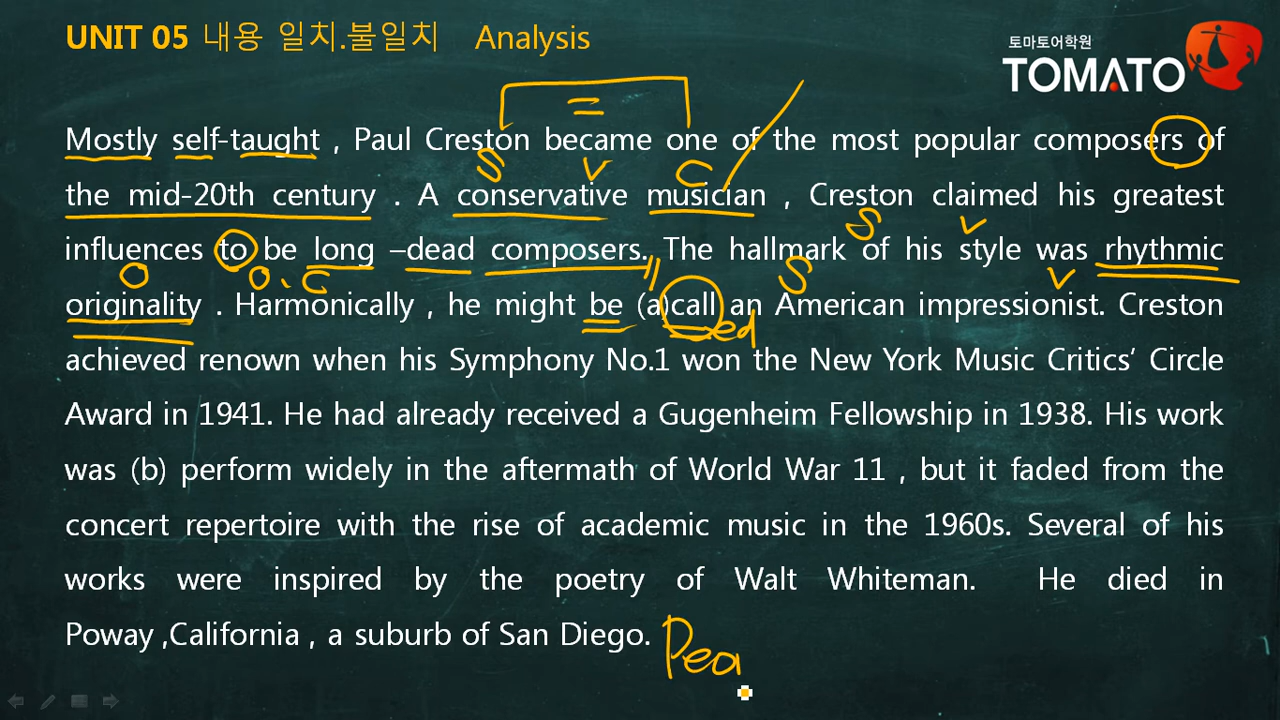 UNIT 05 내용 일치.불일치 Analysis
토마토어학원
TOMATO
=
Mostly self-taught , Paul Creston became one of the most popular composers of
S V C
the mid-20th century . A conservative musician , Creston claimed his greatest
S V
influences to be long –dead composers. The hallmark of his style was rhythmic
O O.C S V
originality . Harmonically , he might be (a)call an American impressionist. Creston
ed
achieved renown when his Symphony No.1 won the New York Music Critics’ Circle
Award in 1941. He had already received a Gugenheim Fellowship in 1938. His work
was (b) perform widely in the aftermath of World War 11 , but it faded from the
concert repertoire with the rise of academic music in the 1960s. Several of his
works were inspired by the poetry of Walt Whiteman. He died in
Poway ,California , a suburb of San Diego.